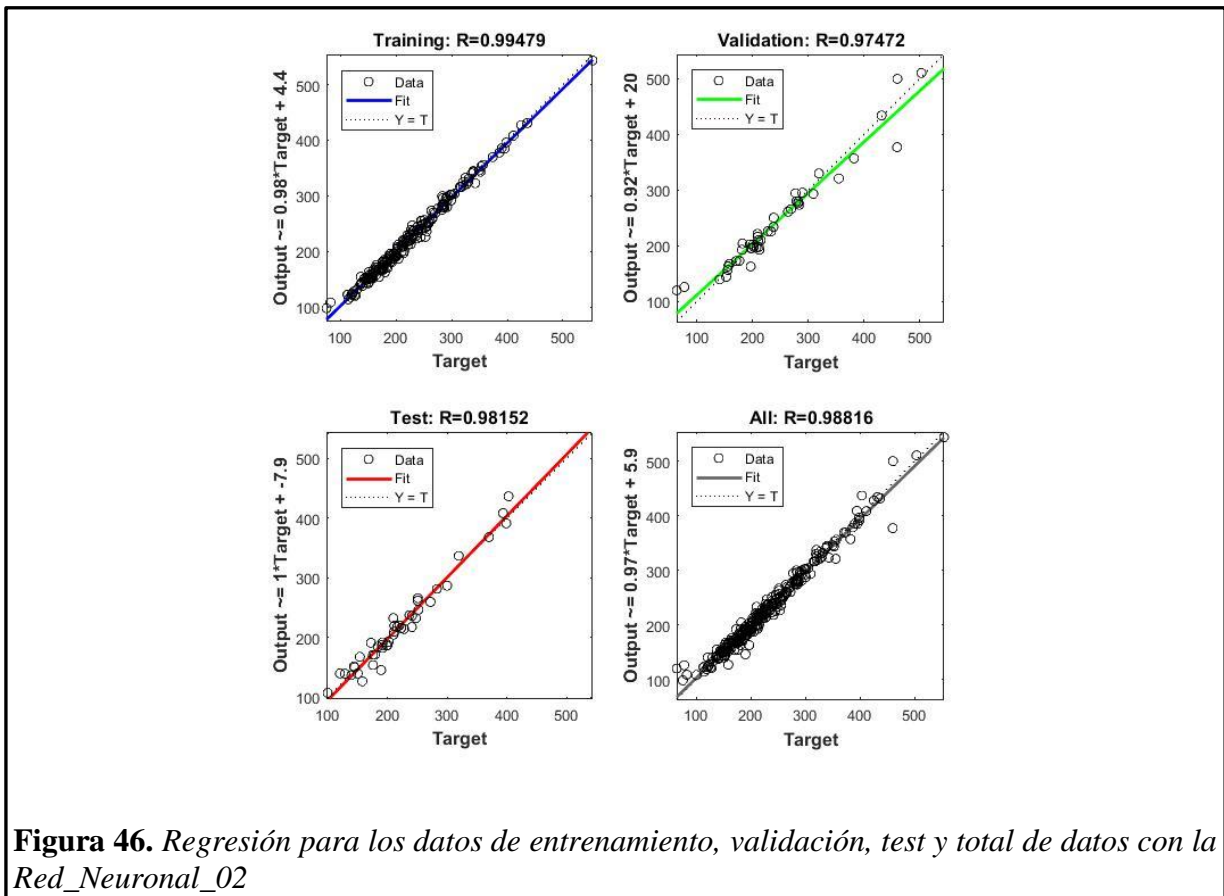 Training: R=0.99479
Output ~= 0.98*Target + 4.4
500
400
300
200
100
Data
Fit
Y = T
100 200 300 400 500
Target
Validation: R=0.97472
Output ~= 0.92*Target + 20
500
400
300
200
100
Data
Fit
Y = T
100 200 300 400 500
Target
Test: R=0.98152
Output ~= 1*Target + -7.9
500
400
300
200
100
Data
Fit
Y = T
100 200 300 400 500
Target
All: R=0.98816
Output ~= 0.97*Target + 5.9
500
400
300
200
100
Data
Fit
Y = T
100 200 300 400 500
Target
Figura 46. Regresión para los datos de entrenamiento, validación, test y total de datos con la
Red_Neuronal_02